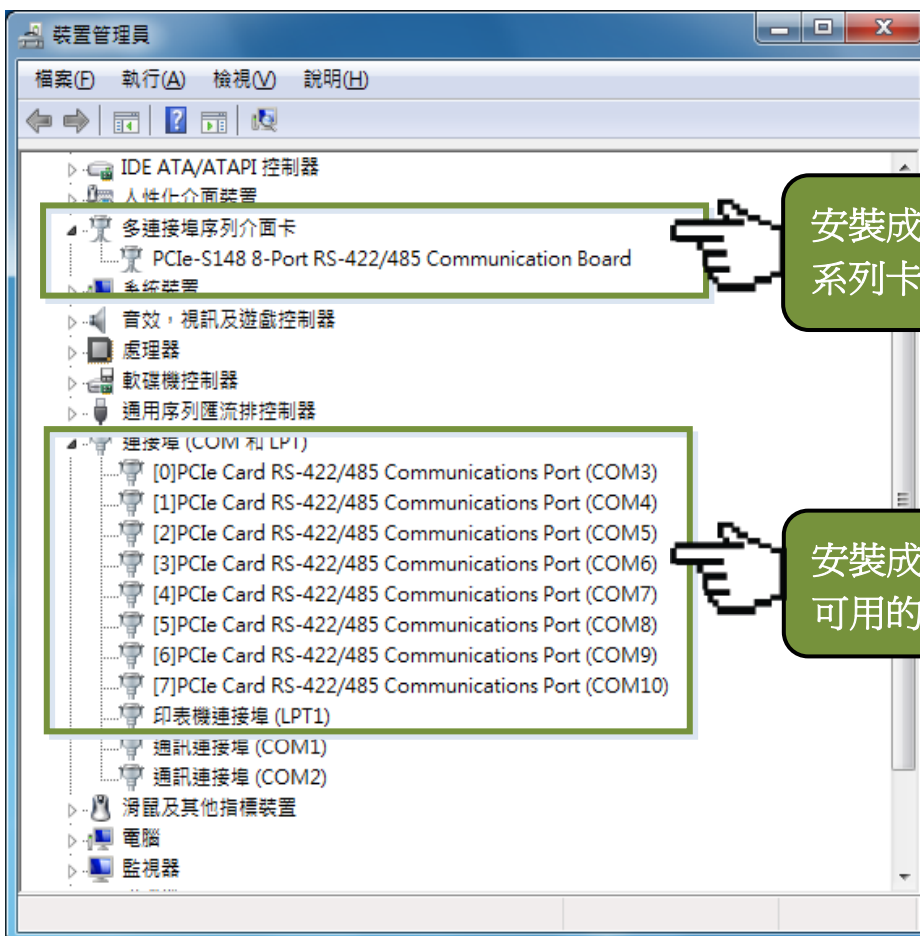 裝置管理員
檔案(F) 執行(A) 檢視(V) 說明(H)
IDE ATA/ATAPI 控制器
人性化介面裝置
多連接埠序列介面卡
PCIe-S148 8-Port RS-422/485 Communication Board
系統裝置
音效，視訊及遊戲控制器
處理器
軟碟機控制器
通用序列匯流排控制器
連接埠 (COM 和 LPT)
[0]PCIe Card RS-422/485 Communications Port (COM3)
[1]PCIe Card RS-422/485 Communications Port (COM4)
[2]PCIe Card RS-422/485 Communications Port (COM5)
[3]PCIe Card RS-422/485 Communications Port (COM6)
[4]PCIe Card RS-422/485 Communications Port (COM7)
[5]PCIe Card RS-422/485 Communications Port (COM8)
[6]PCIe Card RS-422/485 Communications Port (COM9)
[7]PCIe Card RS-422/485 Communications Port (COM10)
印表機連接埠 (LPT1)
通訊連接埠 (COM1)
通訊連接埠 (COM2)
滑鼠及其他指標裝置
電腦
監視器
安裝成
系列卡
安裝成
可用的